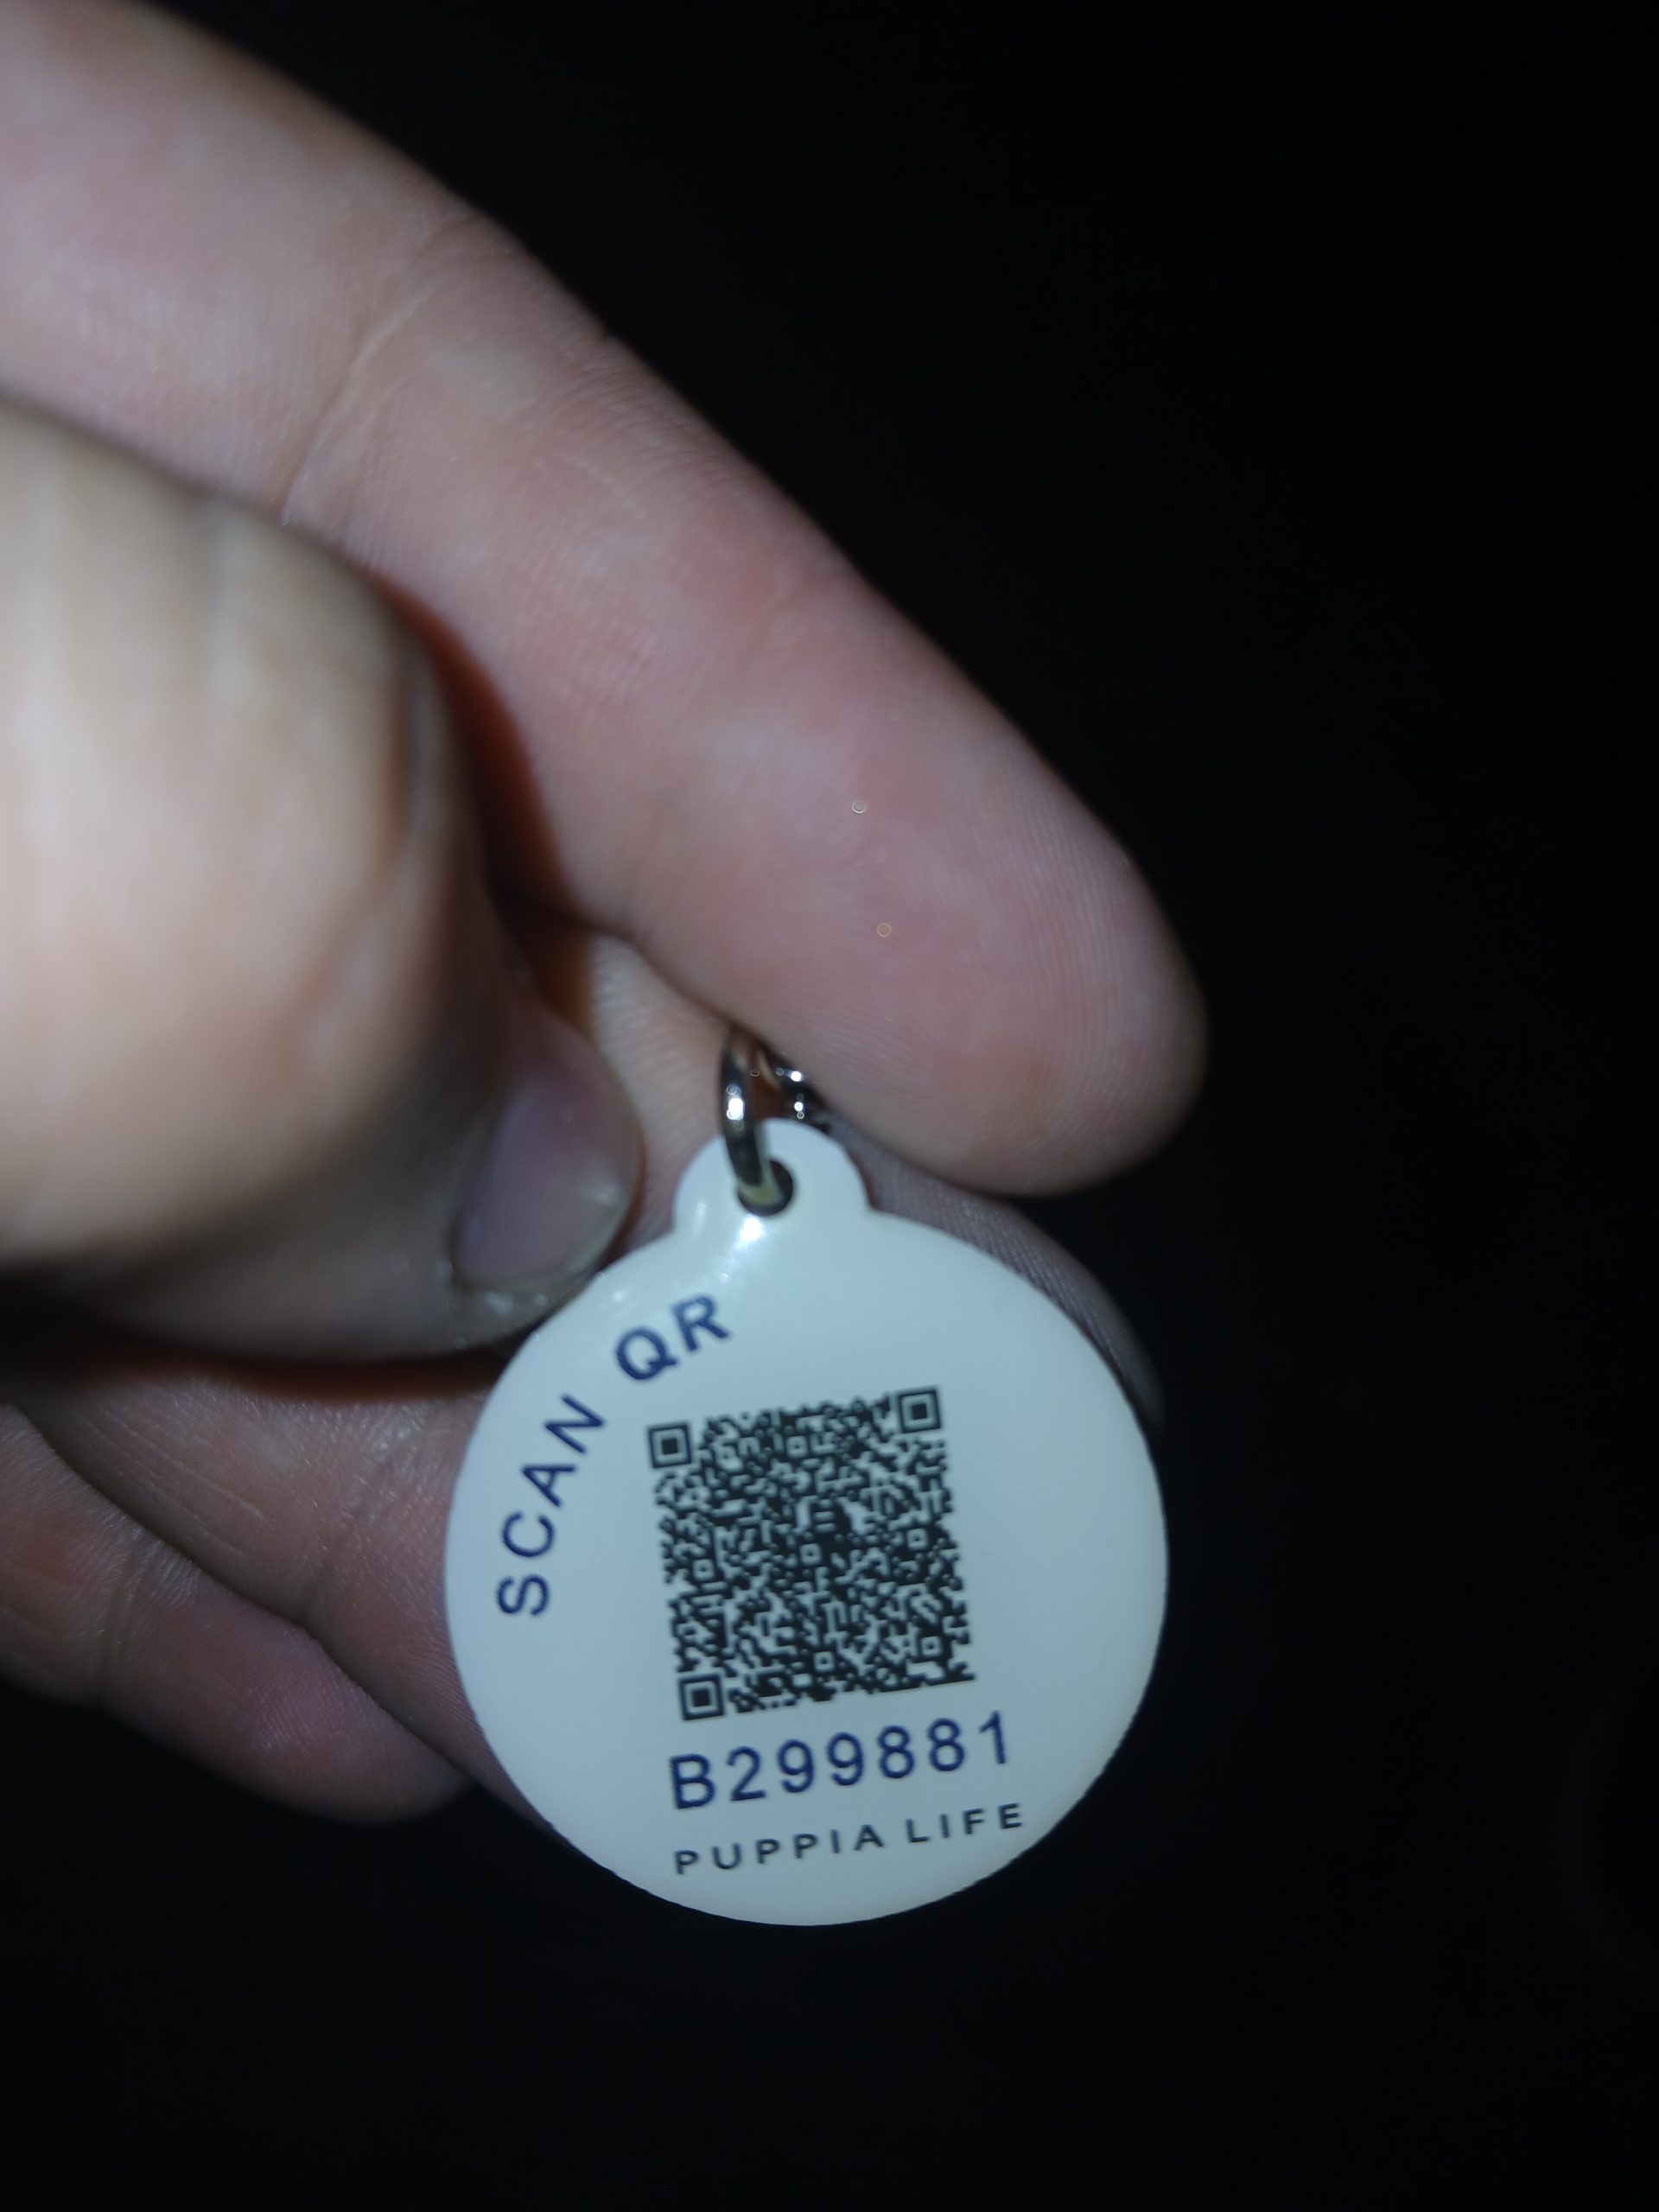 SCAN QR
B299881
PUPPIA LIFE